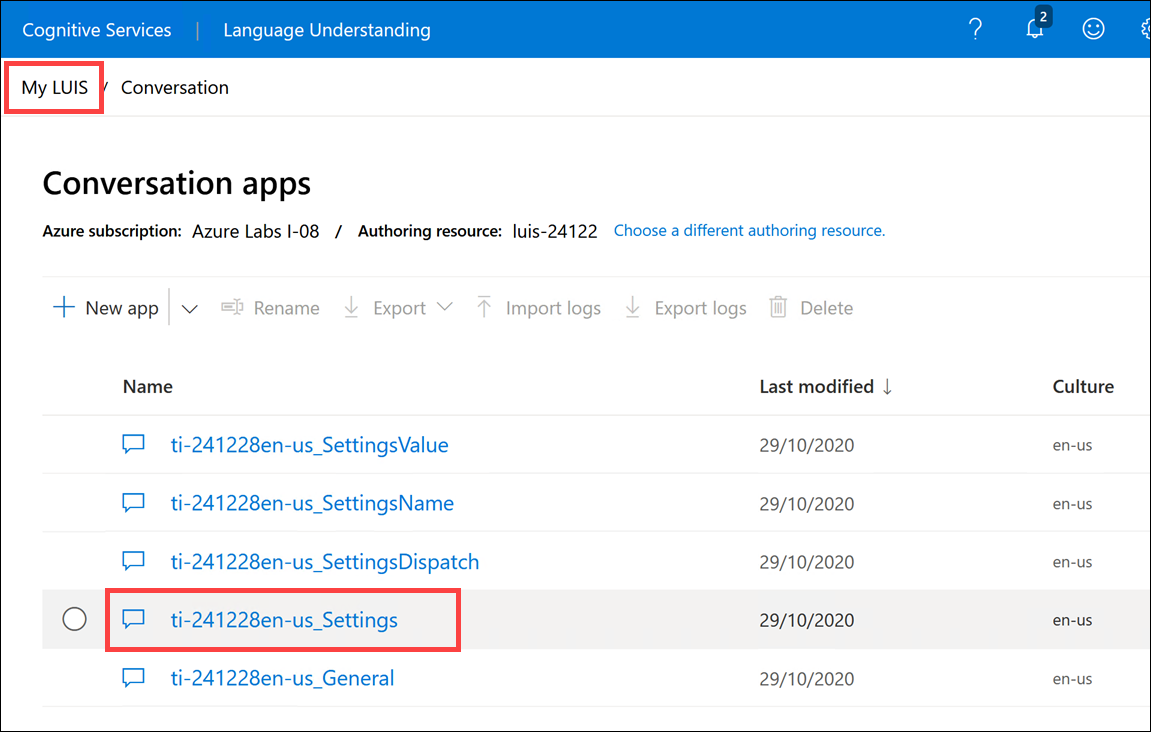 Cognitive Services | Language Understanding ? 2
My LUIS / Conversation
Conversation apps
Azure subscription: Azure Labs I-08 / Authoring resource: luis-24122 Choose a different authoring resource.
New app Rename Export Import logs Export logs Delete
Name Last modified ↓ Culture
ti-241228en-us_SettingsValue 29/10/2020 en-us
ti-241228en-us_SettingsName 29/10/2020 en-us
ti-241228en-us_SettingsDispatch 29/10/2020 en-us
ti-241228en-us_Settings 29/10/2020 en-us
ti-241228en-us_General 29/10/2020 en-us